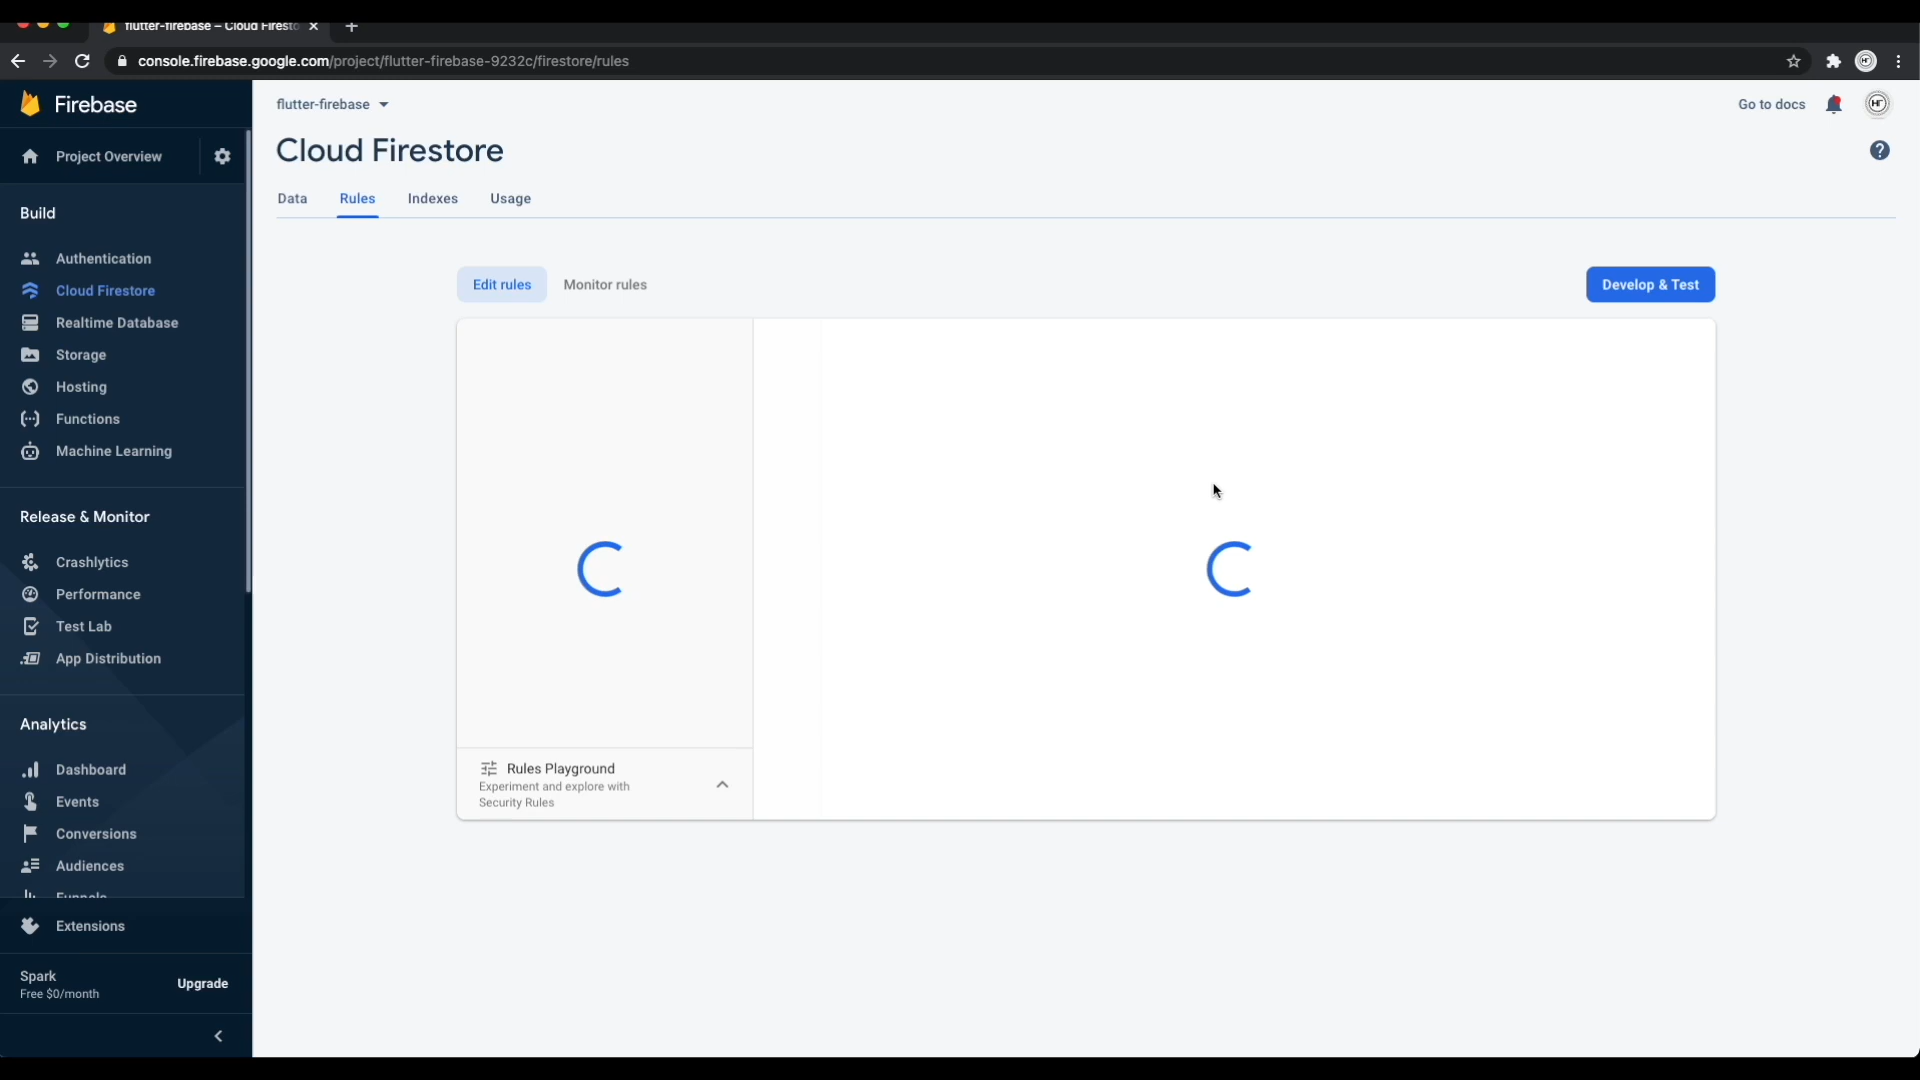 flutter-firebase – Cloud Firesto
console.firebase.google.com/project/flutter-firebase-9232c/firestore/rules
Firebase
flutter-firebase
Go to docs
HT
Project Overview
Cloud Firestore
Data
Rules
Indexes
Usage
Build
Authentication
Cloud Firestore
Realtime Database
Storage
Hosting
Functions
Machine Learning
Edit rules
Monitor rules
Develop & Test
Release & Monitor
Crashlytics
Performance
Test Lab
App Distribution
Rules Playground
Experiment and explore with
Security Rules
Analytics
Dashboard
Events
Conversions
Audiences
Funnels
Extensions
Spark
Free $0/month
Upgrade